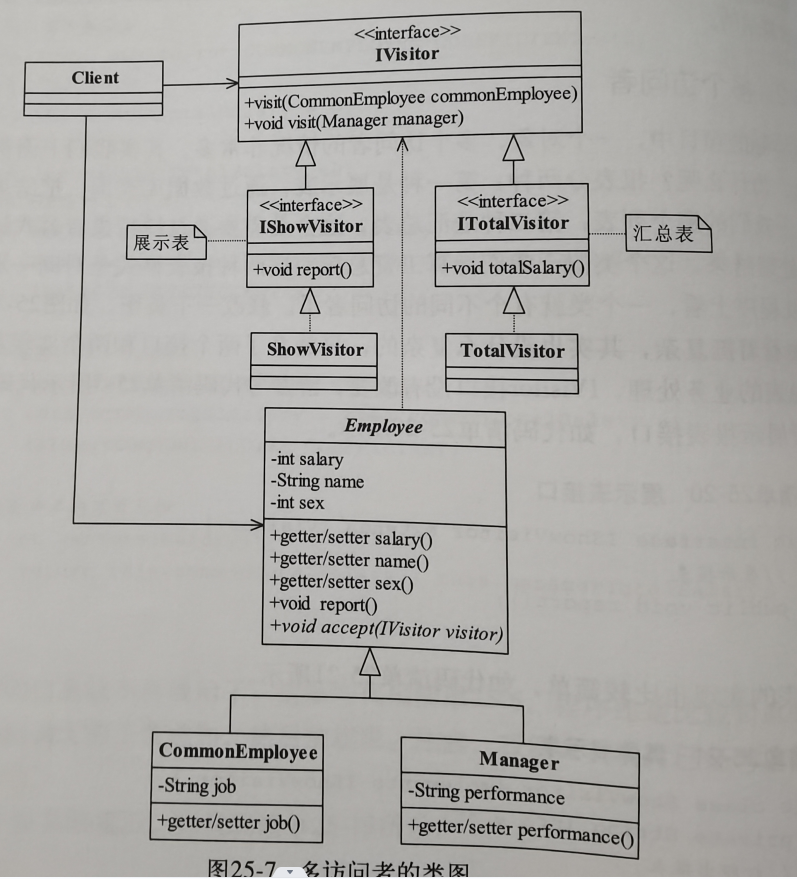 <<interface>>
IVisitor
Client
+visit(CommonEmployee commonEmployee)
+void visit(Manager manager)
<<interface>>
IShowVisitor
+void report()
<<interface>>
ITotalVisitor
+void totalSalary()
展示表
汇总表
ShowVisitor
TotalVisitor
Employee
-int salary
-String name
-int sex
+getter/setter salary()
+getter/setter name()
+getter/setter sex()
+void report()
+void accept(IVisitor visitor)
CommonEmployee
-String job
+getter/setter job()
Manager
-String performance
+getter/setter performance()
图25-7 多访问者的类图